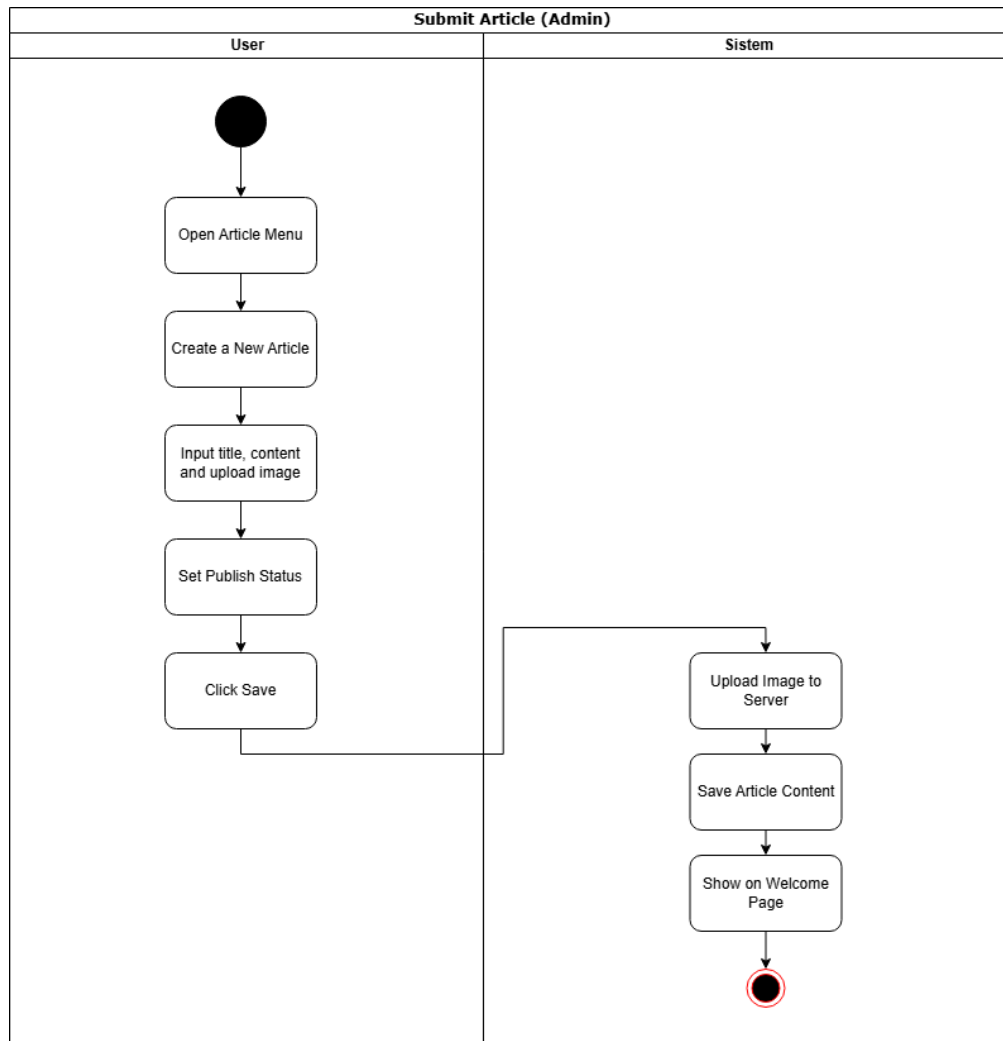 Submit Article (Admin)
User
Sistem
Open Article Menu
Create a New Article
Input title, content
and upload image
Set Publish Status
Click Save
Upload Image to
Server
Save Article Content
Show on Welcome
Page